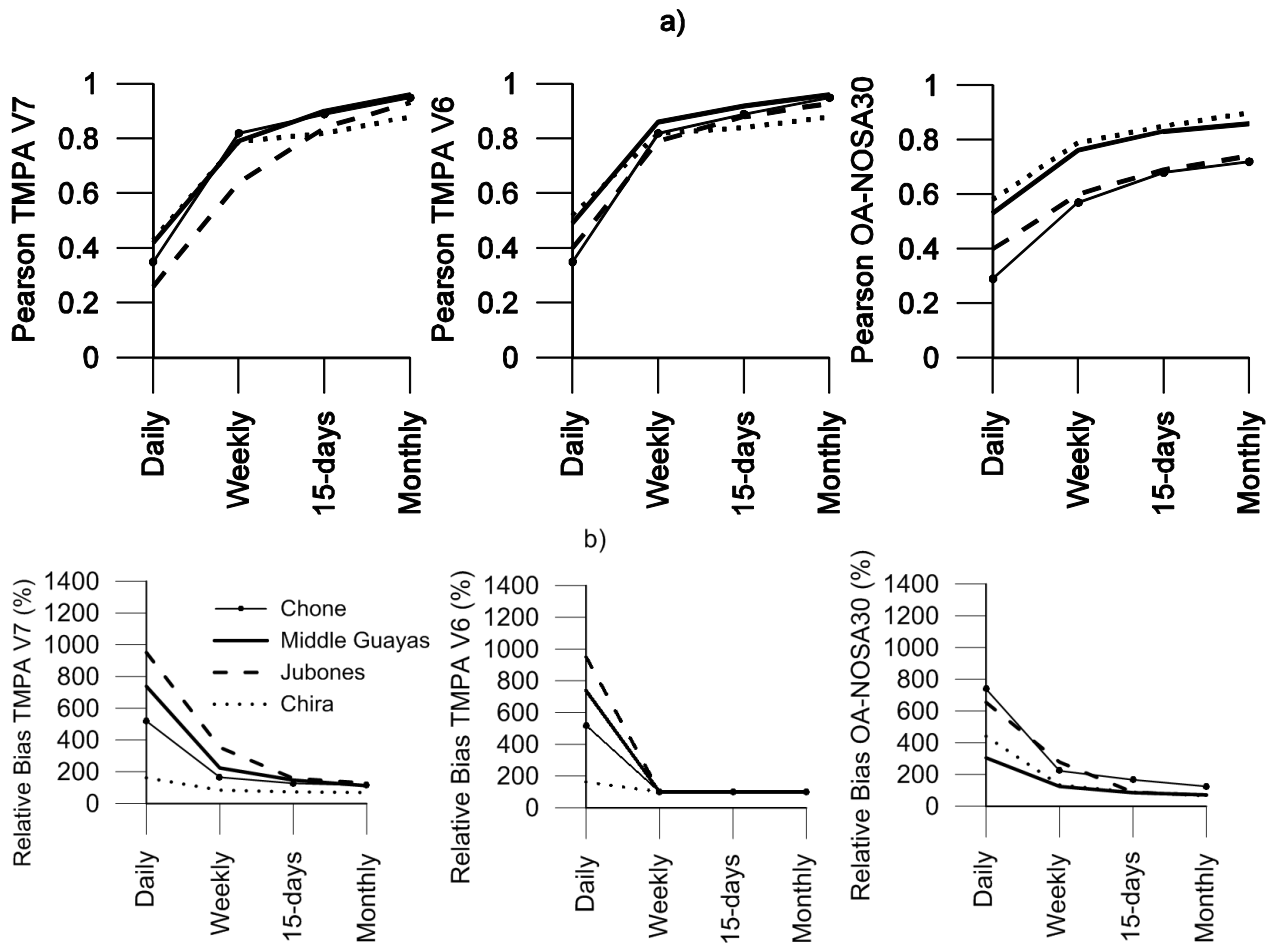 a)
Pearson TMPA V7
1
0.8
0.6
0.4
0.2
0
Daily
Weekly
15-days
Monthly
Pearson TMPA V6
1
0.8
0.6
0.4
0.2
0
Daily
Weekly
15-days
Monthly
Pearson OA-NOSA30
1
0.8
0.6
0.4
0.2
0
Daily
Weekly
15-days
Monthly
b)
Relative Bias TMPA V7 (%)
1400
1200
1000
800
600
400
200
0
Chone
Middle Guayas
Jubones
Chira
Daily
Weekly
15-days
Monthly
Relative Bias TMPA V6 (%)
1400
1200
1000
800
600
400
200
0
Daily
Weekly
15-days
Monthly
Relative Bias OA-NOSA30 (%)
1400
1200
1000
800
600
400
200
0
Daily
Weekly
15-days
Monthly